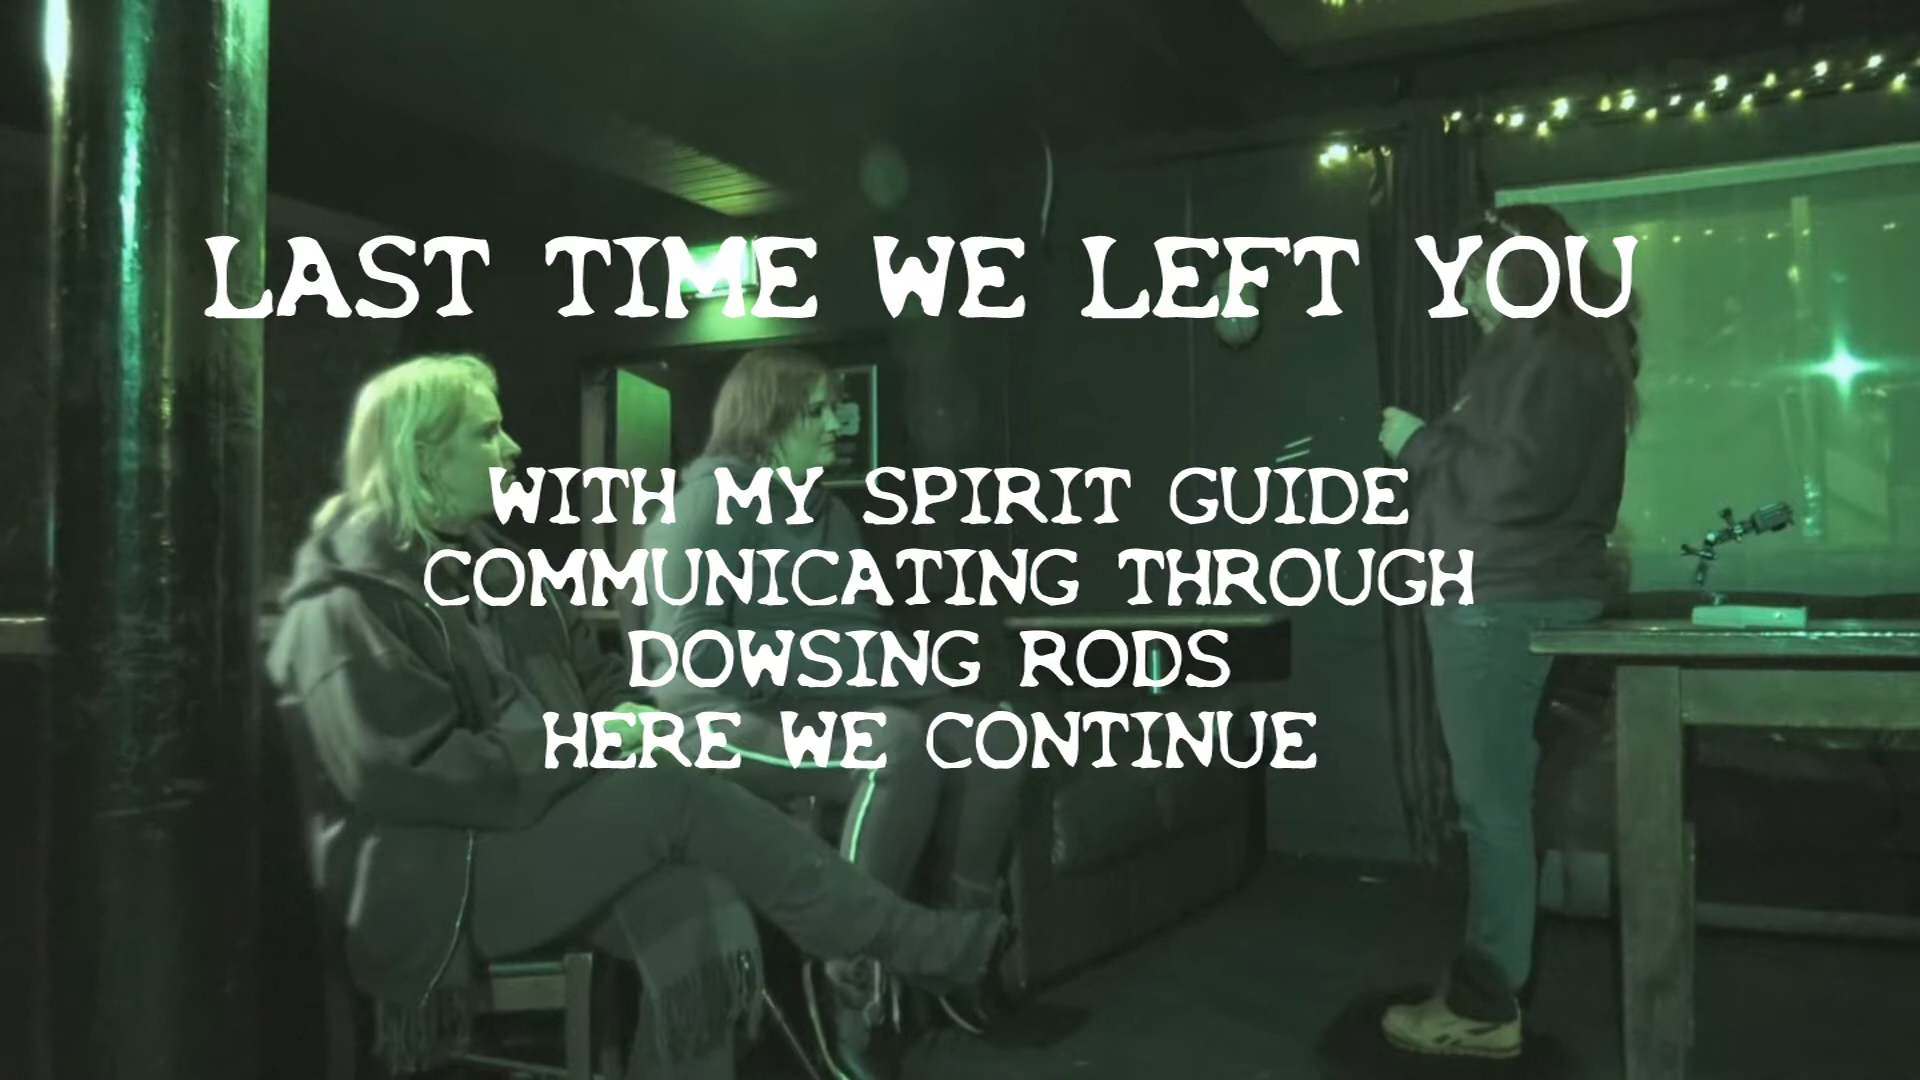 LAST TIME WE LEFT YOU
WITH MY SPIRIT GUIDE
COMMUNICATING THROUGH
DOWSING RODS
HERE WE CONTINUE